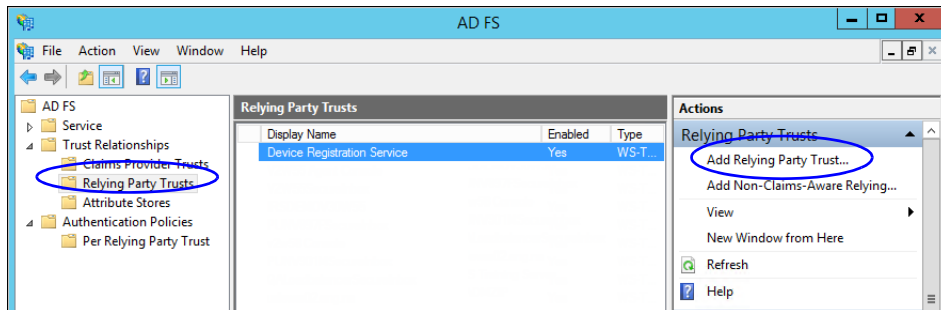 AD FS
File Action View Window Help
AD FS
Service
Trust Relationships
Claims Provider Trusts
Relying Party Trusts
Attribute Stores
Authentication Policies
Per Relying Party Trust
Relying Party Trusts
Display Name Enabled Type
Device Registration Service Yes WS-T...
Actions
Relying Party Trusts
Add Relying Party Trust...
Add Non-Claims-Aware Relying...
View
New Window from Here
Refresh
Help